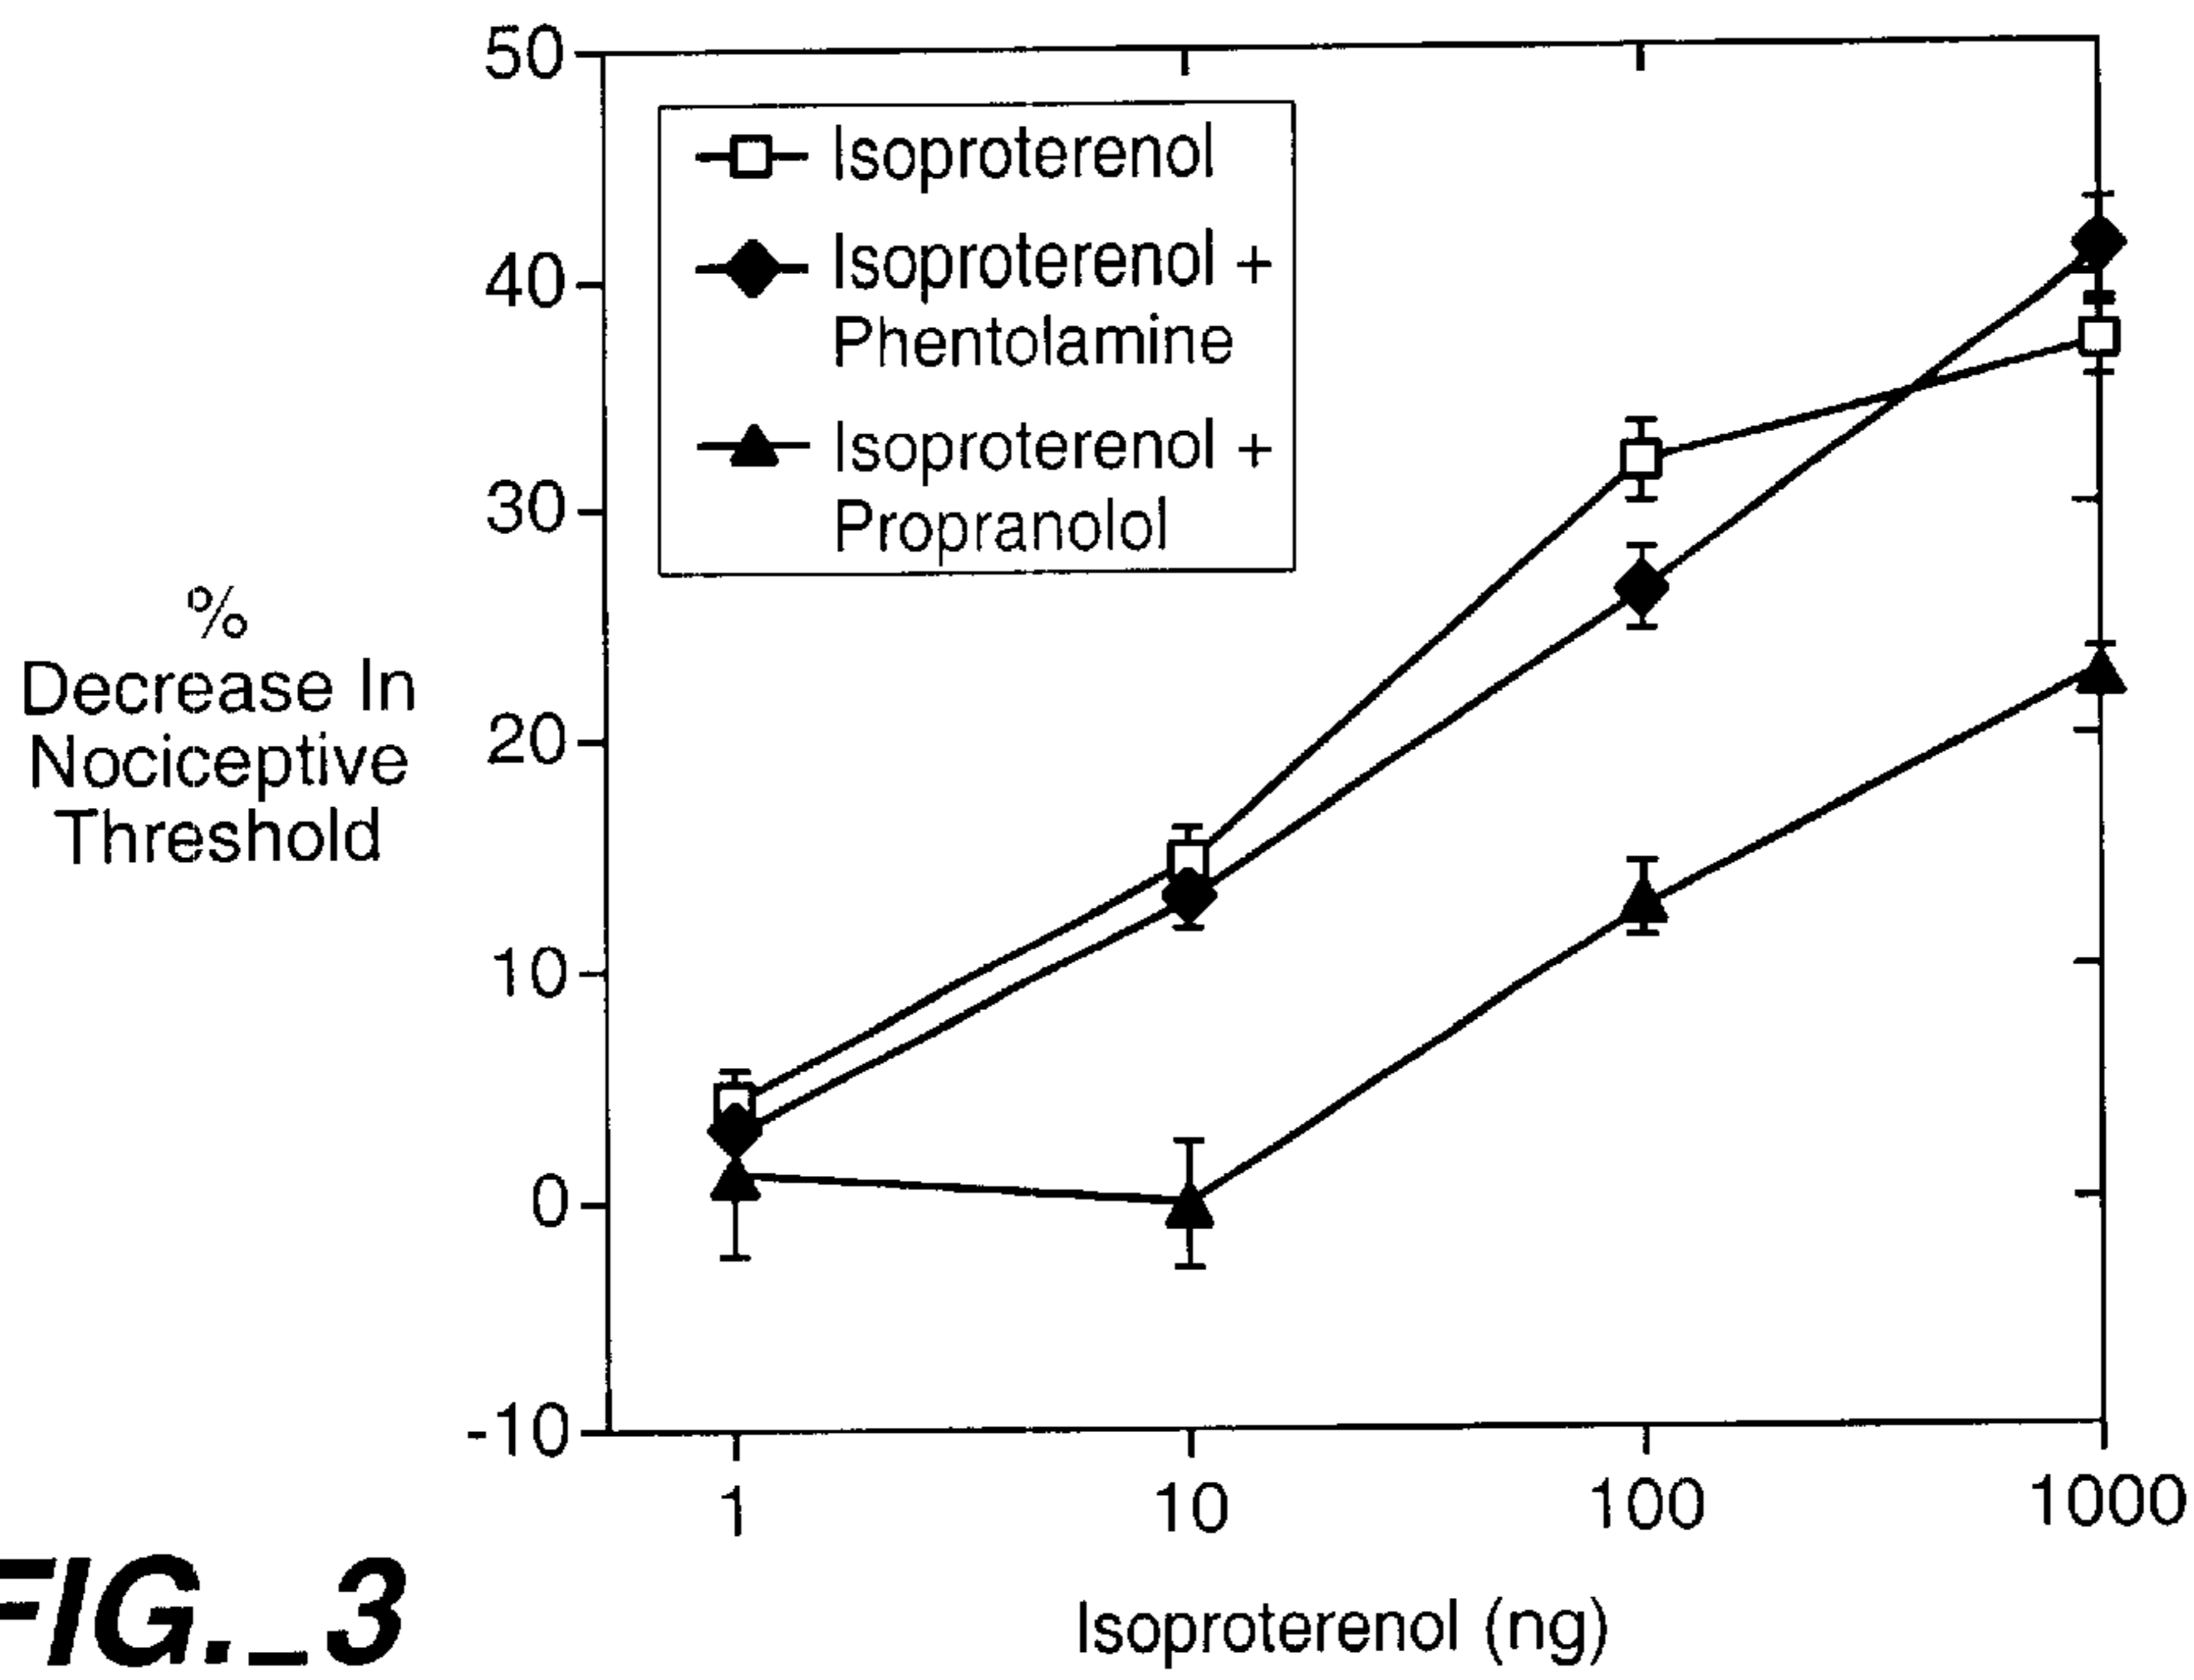 50
40
30
20
10
0
-10
Isoproterenol
Isoproterenol +
Phentolamine
Isoproterenol +
Propranolol
%
Decrease In
Nociceptive
Threshold
1
10
100
1000
Isoproterenol (ng)
FIG._3